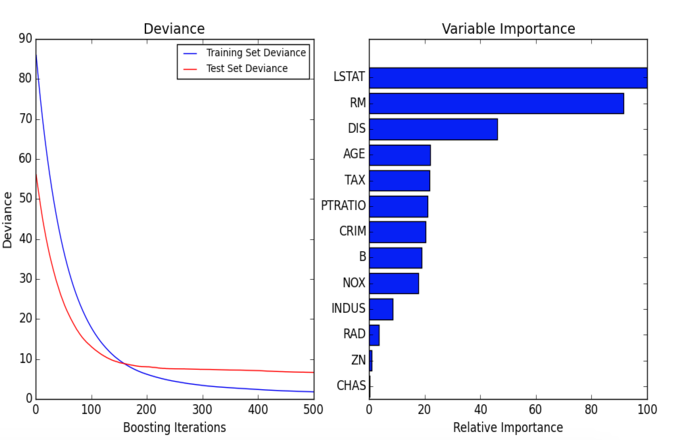 Deviance
Training Set Deviance
Test Set Deviance
90
80
70
60
50
40
30
20
10
0
Deviance
0 100 200 300 400 500
Boosting Iterations
Variable Importance
LSTAT
RM
DIS
AGE
TAX
PTRATIO
CRIM
B
NOX
INDUS
RAD
ZN
CHAS
0 20 40 60 80 100
Relative Importance